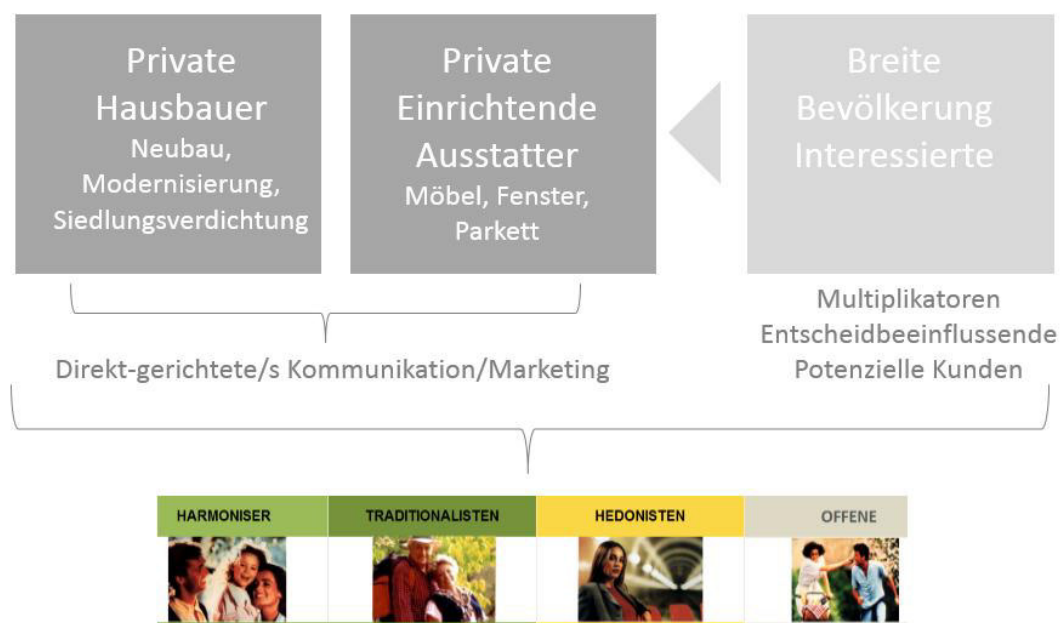 Private
Hausbauer
Neubau,
Modernisierung,
Siedlungsverdichtung
Private
Einrichtende
Ausstatter
Möbel, Fenster,
Parkett
Breite
Bevölkerung
Interessierte
Multiplikatoren
Entscheidbeeinflussende
Potenzielle Kunden
Direkt-gerichtete/s Kommunikation/Marketing
HARMONISER
TRADITIONALISTEN
HEDONISTEN
OFFENE